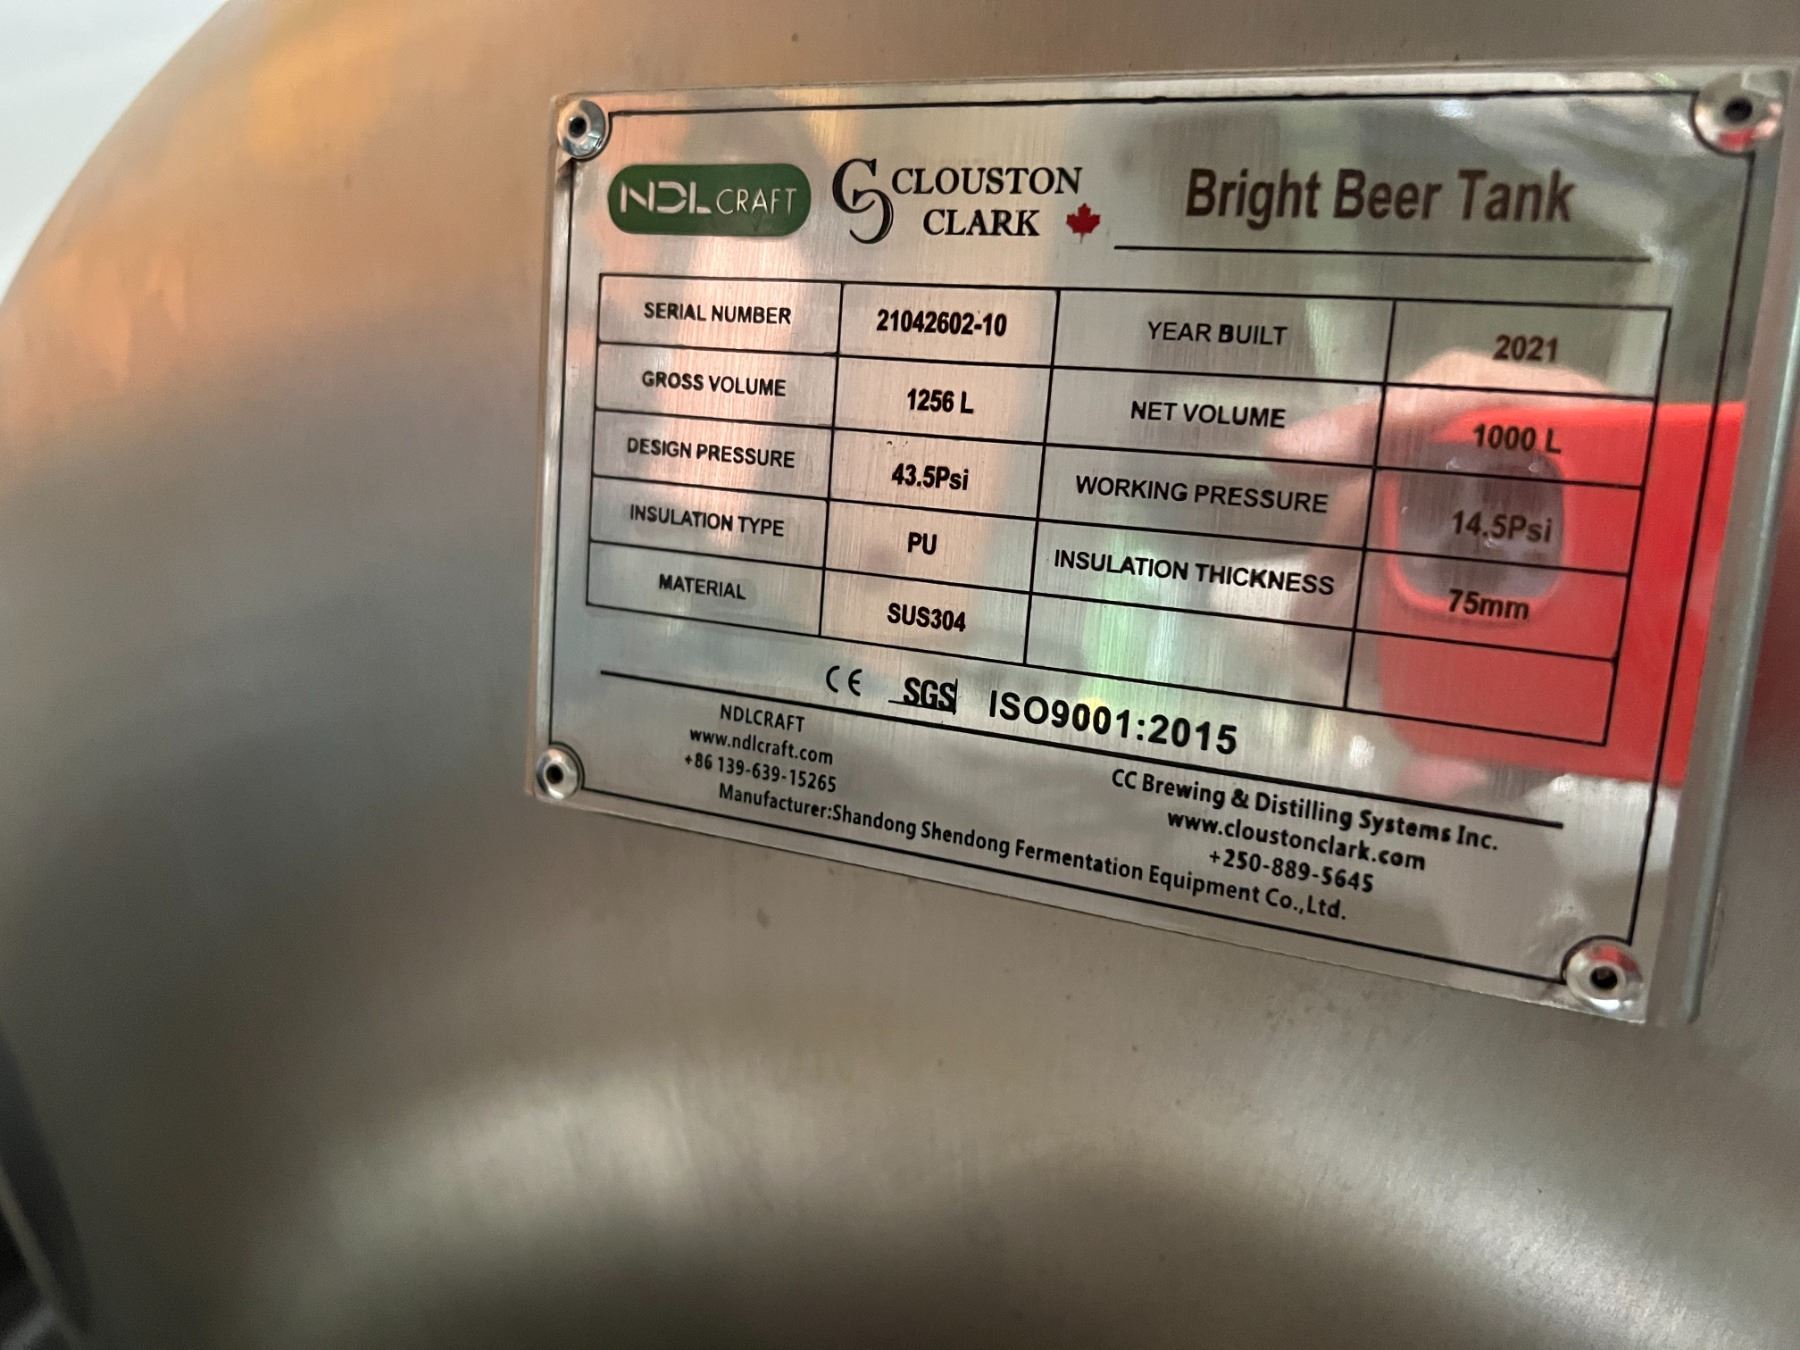 NDL CRAFT
CLOUSTON
CLARK
Bright Beer Tank
SERIAL NUMBER 21042602-10 YEAR BUILT 2021
GROSS VOLUME 1256 L NET VOLUME 1000 L
DESIGN PRESSURE 43.5Psi WORKING PRESSURE 14.5Psi
INSULATION TYPE PU INSULATION THICKNESS 75mm
MATERIAL SUS304
CE SGS ISO9001:2015
NDLCRAFT
www.ndlcraft.com
+86 139-639-15265
CC Brewing & Distilling Systems Inc.
www.cloustonclark.com
+250-889-5645
Manufacturer:Shandong Shendong Fermentation Equipment Co.,Ltd.